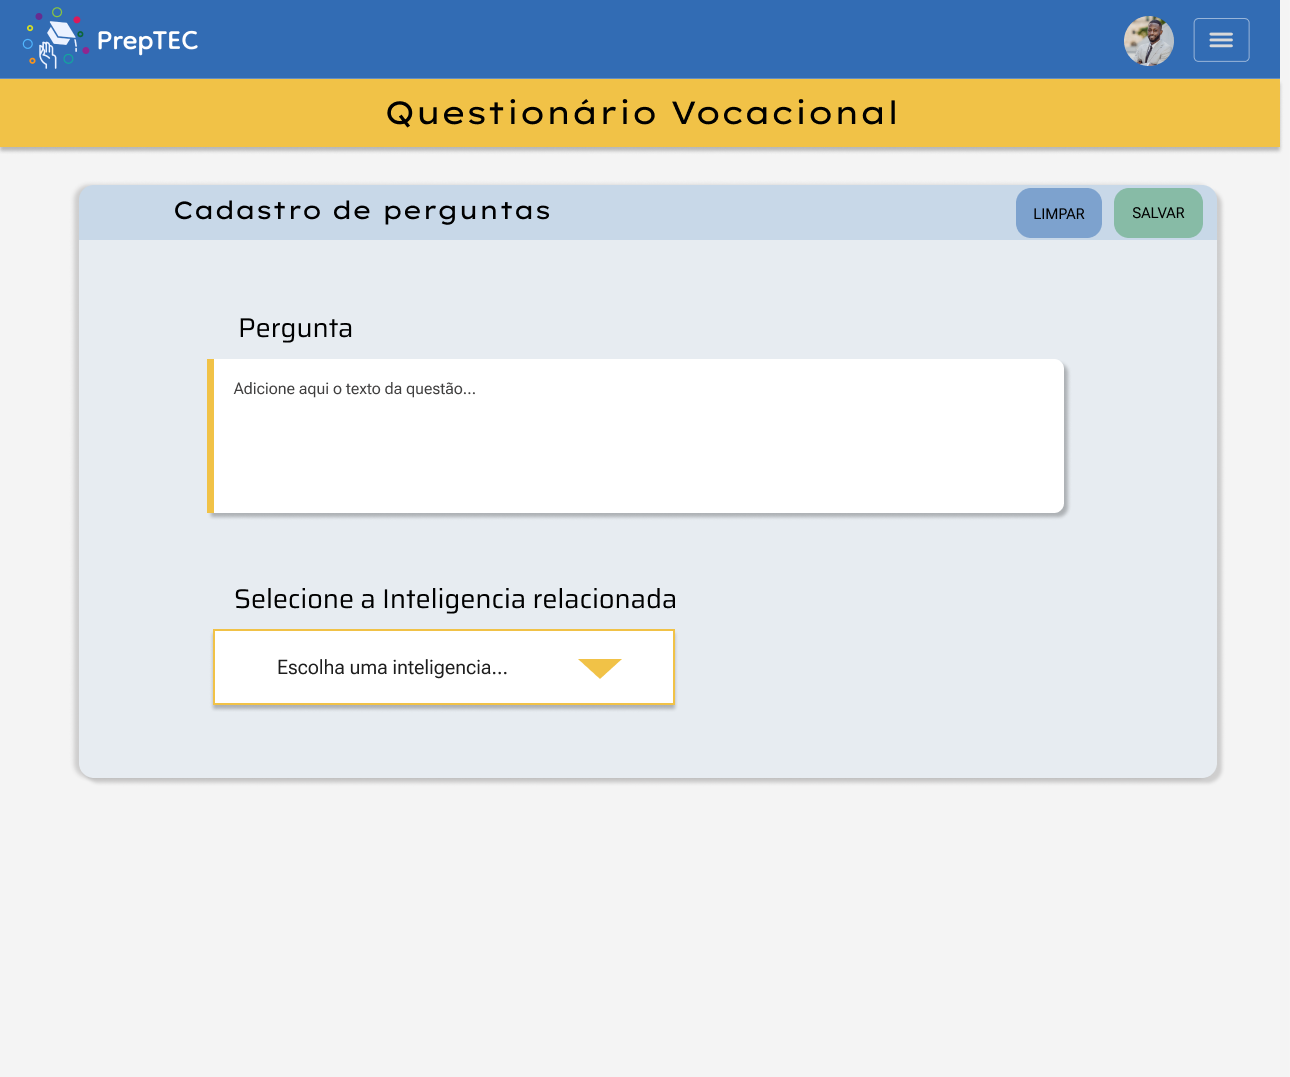 PrepTEC
Questionário Vocacional
Cadastro de perguntas
LIMPAR
SALVAR
Pergunta
Adicione aqui o texto da questão...
Selecione a Inteligencia relacionada
Escolha uma inteligencia...